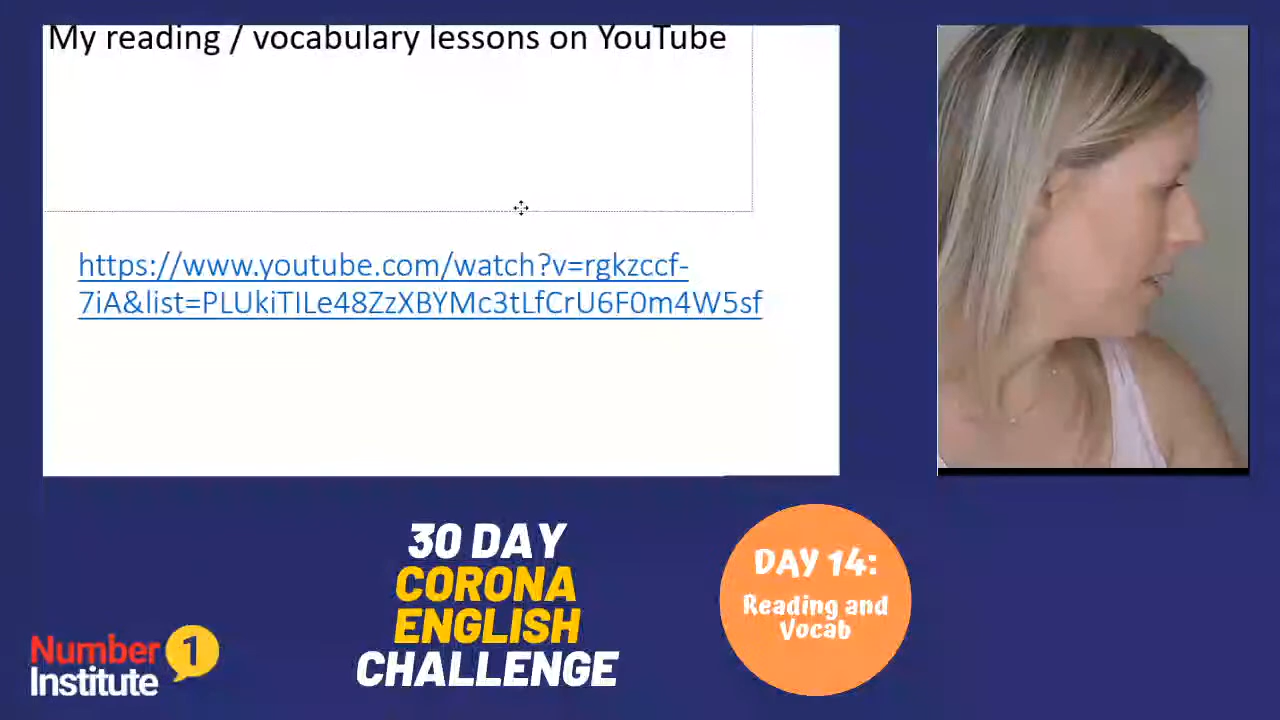 My reading / vocabulary lessons on YouTube
https://www.youtube.com/watch?v=rgkzccf-
7iA&list=PLUkiTILe48ZzXBYMc3tLfCrU6F0m4W5sf
30 DAY
CORONA
ENGLISH
CHALLENGE
DAY 14:
Reading and
Vocab
Number 1
Institute